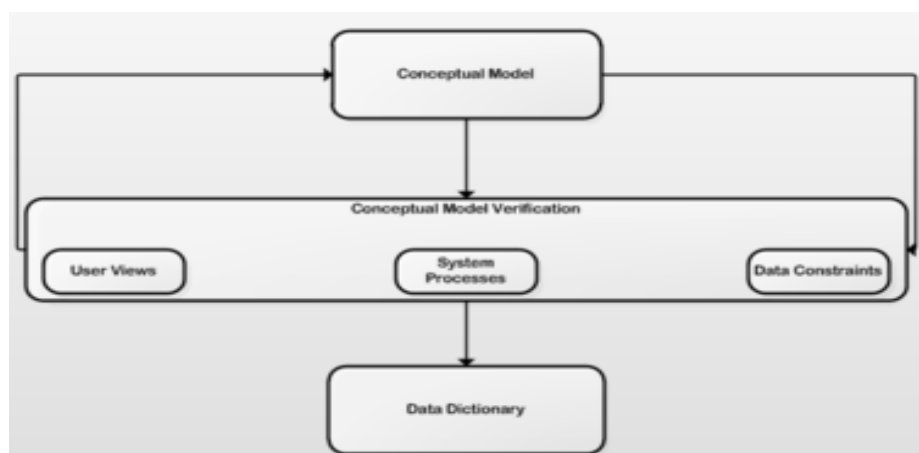 Conceptual Model
Conceptual Model Verification
User Views
System
Processes
Data Constraints
Data Dictionary